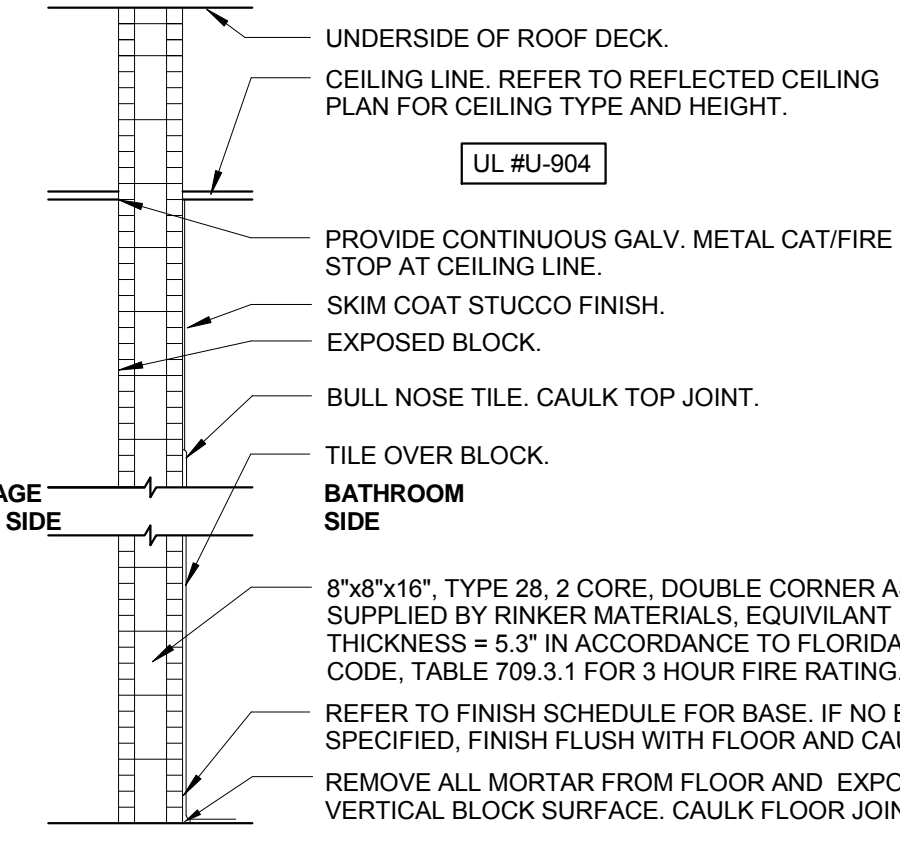 UNDERSIDE OF ROOF DECK.
CEILING LINE. REFER TO REFLECTED CEILING
PLAN FOR CEILING TYPE AND HEIGHT.
UL #U-904
PROVIDE CONTINUOUS GALV. METAL CAT/FIRE
STOP AT CEILING LINE.
SKIM COAT STUCCO FINISH.
EXPOSED BLOCK.
BULL NOSE TILE. CAULK TOP JOINT.
TILE OVER BLOCK.
AGE
SIDE
BATHROOM
SIDE
8"x8"x16", TYPE 28, 2 CORE, DOUBLE CORNER
SUPPLIED BY RINKER MATERIALS, EQUIVILANT
THICKNESS = 5.3" IN ACCORDANCE TO FLORIDA
CODE, TABLE 709.3.1 FOR 3 HOUR FIRE RATING.
REFER TO FINISH SCHEDULE FOR BASE. IF NO
SPECIFIED, FINISH FLUSH WITH FLOOR AND
REMOVE ALL MORTAR FROM FLOOR AND EXPO
VERTICAL BLOCK SURFACE. CAULK FLOOR JOIN